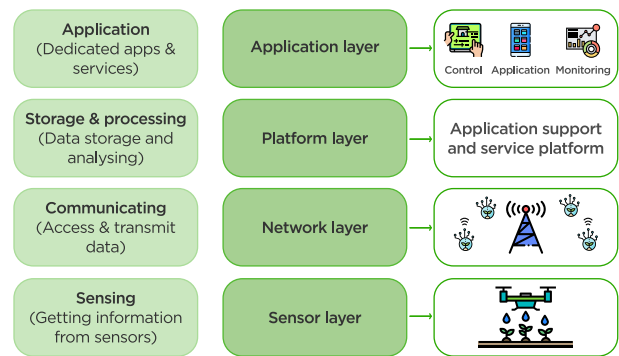 Application
(Dedicated apps &
services)
Application layer
Control
Application
Monitoring
Storage & processing
(Data storage and
analysing)
Platform layer
Application support
and service platform
Communicating
(Access & transmit
data)
Network layer
Sensing
(Getting information
from sensors)
Sensor layer